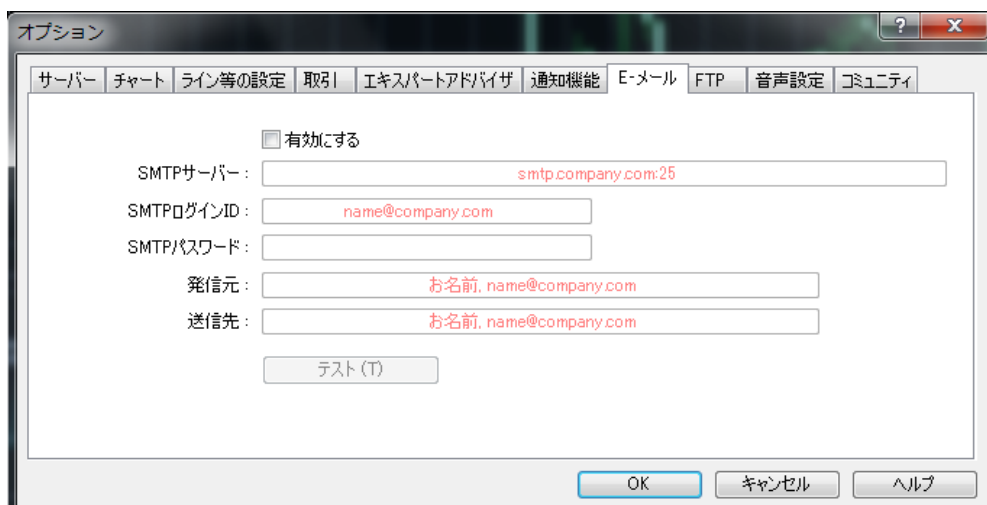 オプション
サーバー チャート ライン等の設定 取引 エキスパートアドバイザ 通知機能 E-メール FTP 音声設定 コミュニティ
有効にする
SMTPサーバー : smtp.company.com:25
SMTPログインID : name@company.com
SMTPパスワード :
発信元 : お名前, name@company.com
送信先 : お名前, name@company.com
テスト(T)
OK キャンセル ヘルプ